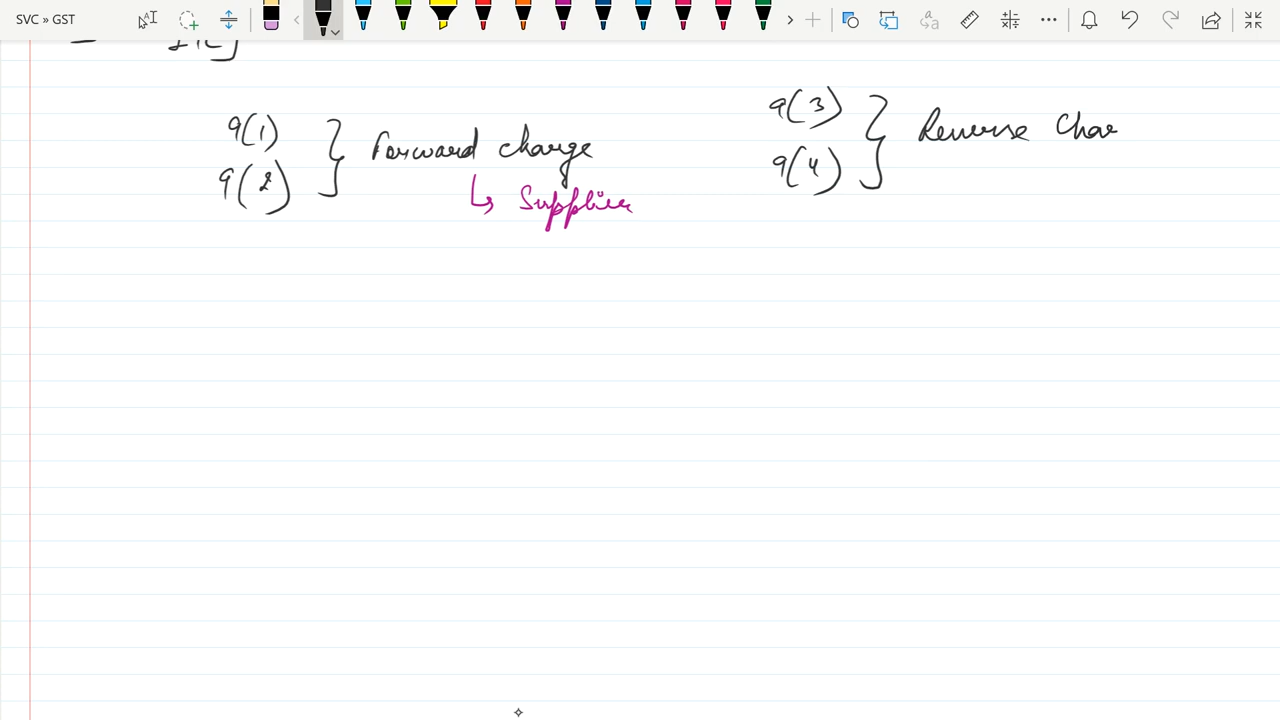 SVC » GST
9(1)
9(2)
Forward charge
Supplier
9(3)
9(4)
Reverse Char